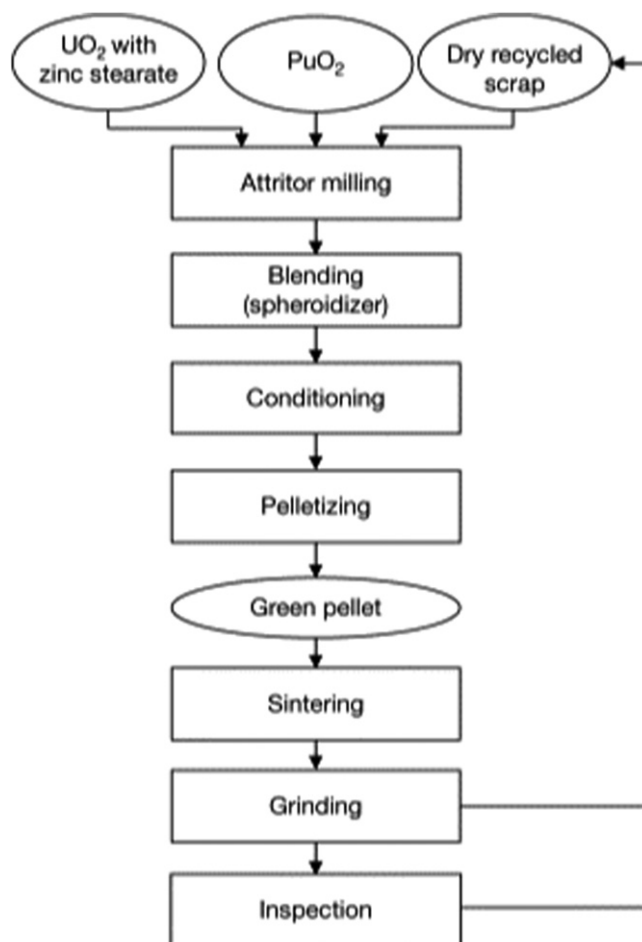 UO₂ with
zinc stearate
PuO₂
Dry recycled
scrap
Attritor milling
Blending
(spheroidizer)
Conditioning
Pelletizing
Green pellet
Sintering
Grinding
Inspection